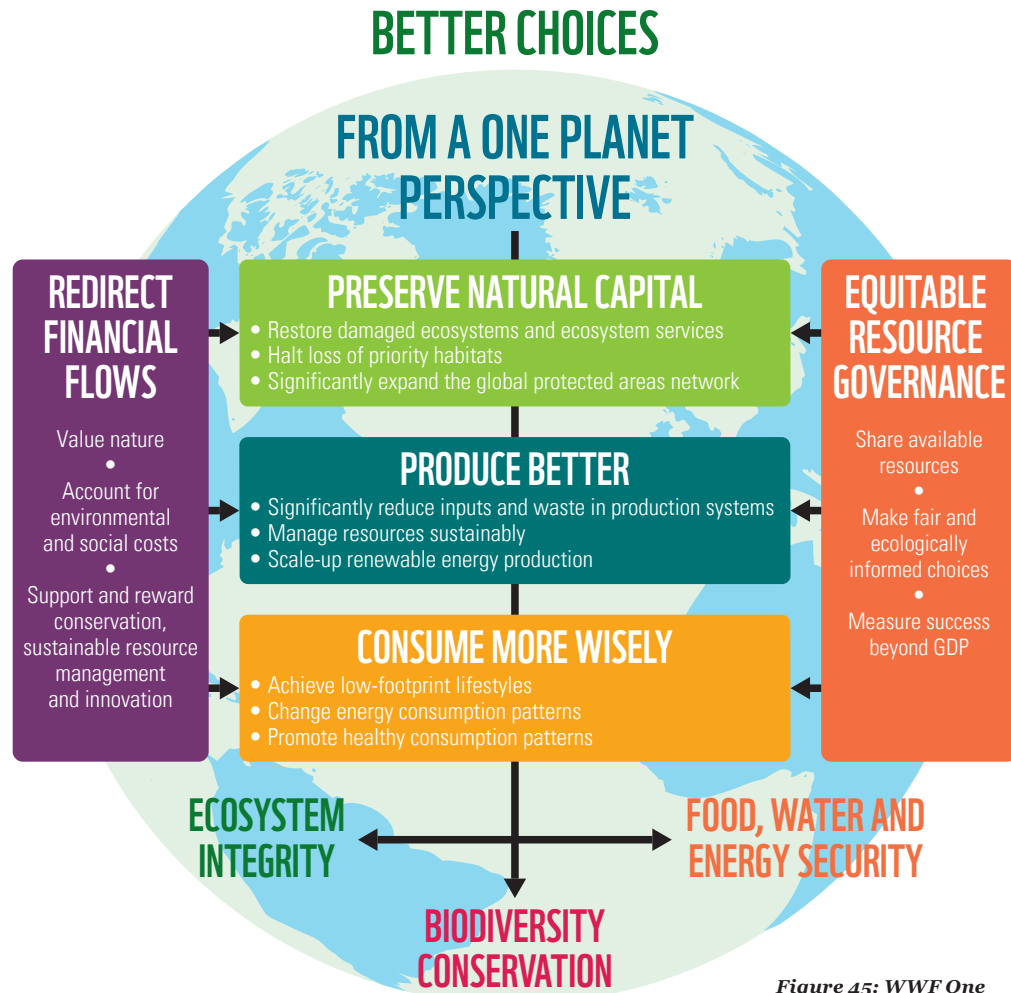 BETTER CHOICES
FROM A ONE PLANET
PERSPECTIVE
REDIRECT
FINANCIAL
FLOWS
Value nature
•
Account for
environmental
and social costs
•
Support and reward
conservation,
sustainable resource
management
and innovation
PRESERVE NATURAL CAPITAL
• Restore damaged ecosystems and ecosystem services
• Halt loss of priority habitats
• Significantly expand the global protected areas network
PRODUCE BETTER
• Significantly reduce inputs and waste in production systems
• Manage resources sustainably
• Scale-up renewable energy production
CONSUME MORE WISELY
• Achieve low-footprint lifestyles
• Change energy consumption patterns
• Promote healthy consumption patterns
EQUITABLE
RESOURCE
GOVERNANCE
Share available
resources
•
Make fair and
ecologically
informed choices
•
Measure success
beyond GDP
ECOSYSTEM
INTEGRITY
FOOD, WATER AND
ENERGY SECURITY
BIODIVERSITY
CONSERVATION
Figure 45: WWF One